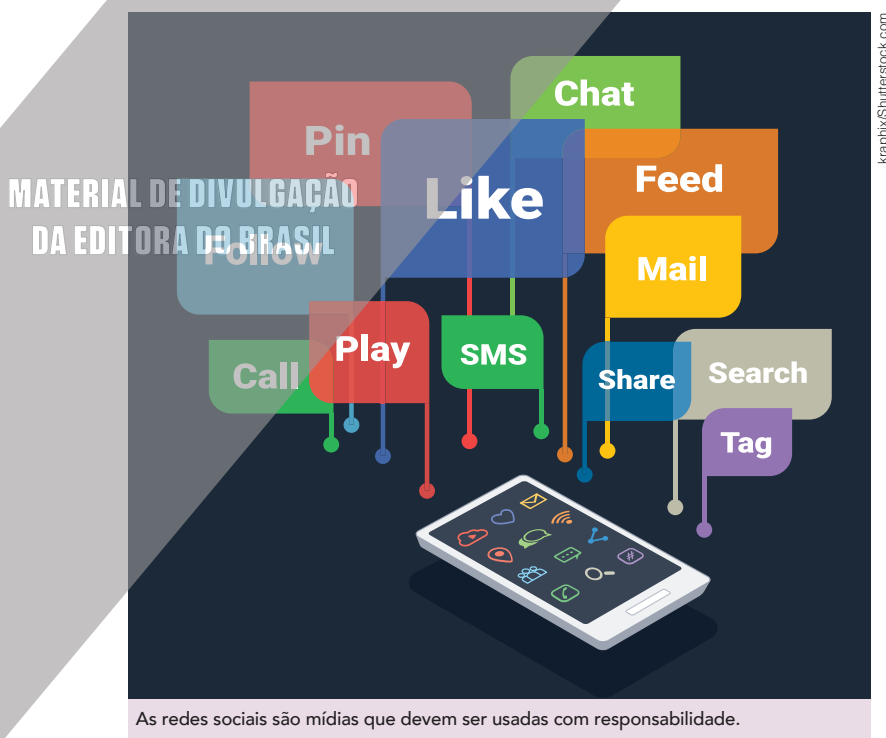 kraphix/Shutterstock.com
Chat
Pin
Feed
Like
MATERIAL DE DIVULGAÇÃO
DA EDITORA DO BRASIL
Follow
Mail
Play
SMS
Call
Share
Search
Tag
#
As redes sociais são mídias que devem ser usadas com responsabilidade.